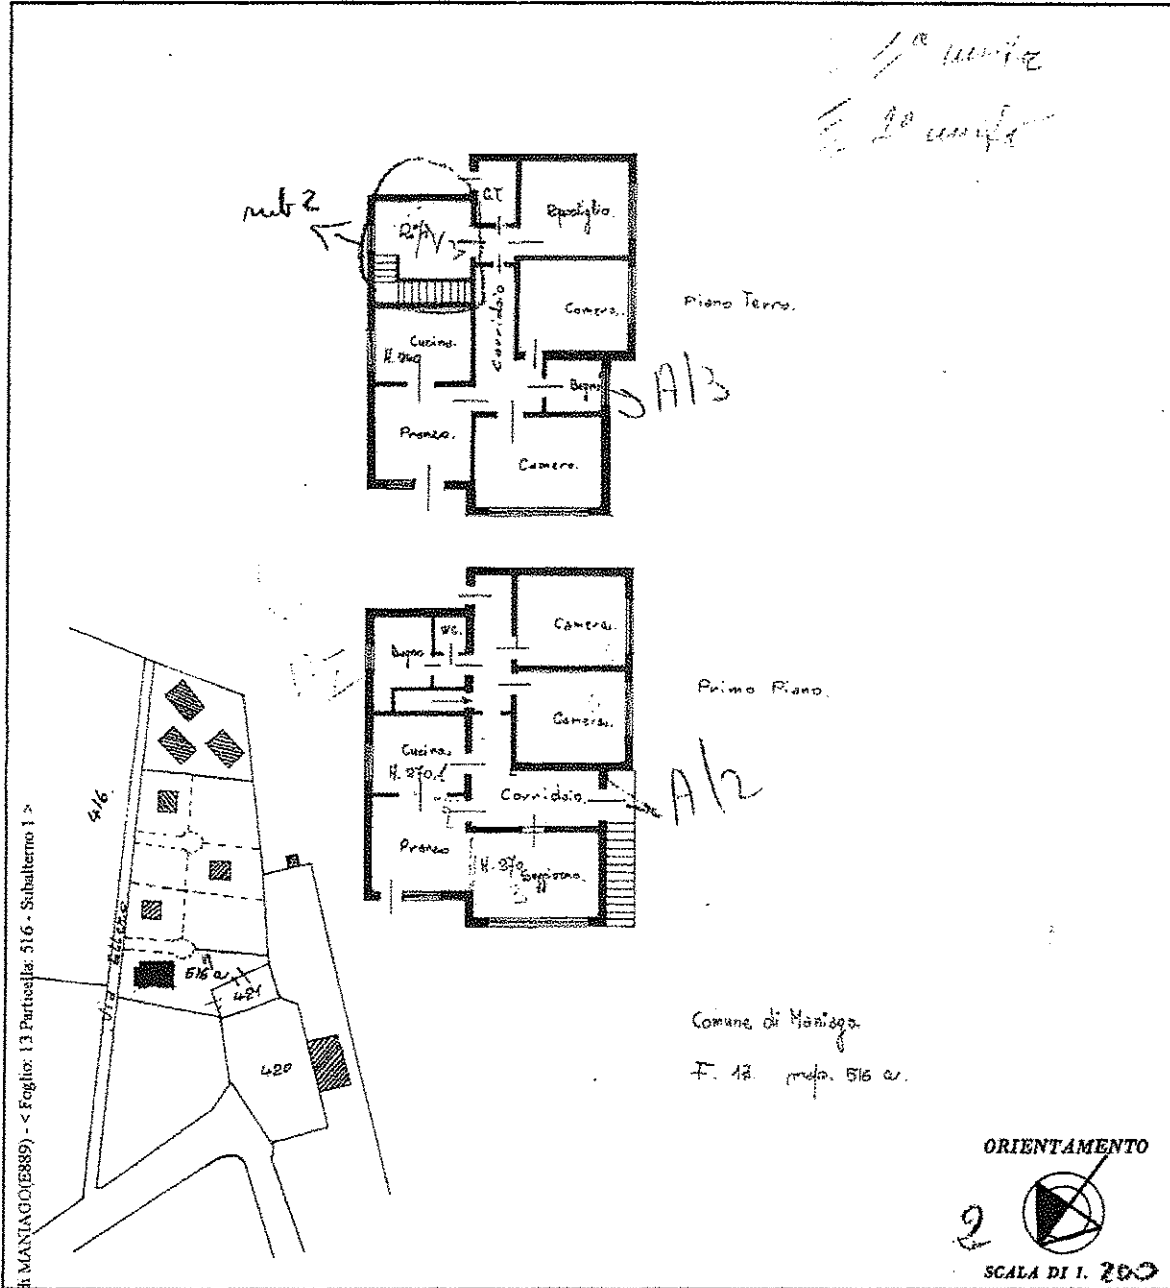 1ª unità
2ª unità
sub 2
C.T.
Ripostiglio.
Corridoio
Camera.
Piano Terra.
Cucina.
Bagno
A/3
Pranzo.
Camera.
W.C.
Camera.
Bagno
Primo Piano.
Camera.
Cucina.
H. 270
A/2
Corridoio.
Pranzo
H. 270
Soggiorno.
416.
516 a
421
420
Comune di Maniago
F. 13 mapp. 516 a.
ORIENTAMENTO
2
SCALA DI 1. 200
di MANIAGO(E889) - < Foglio: 13 Particella: 516 - Subalterno 1 >